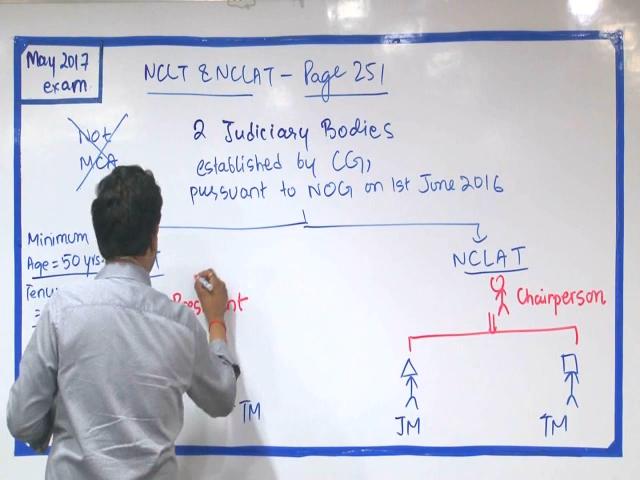 May 2017
exam
NCLT & NCLAT - Page 251
Not
MCA
2 Judiciary Bodies
established by CG,
pursuant to NOG on 1st June 2016
Minimum
Age = 50 yrs.
T
NCLAT
Chairperson
TM
JM
TM